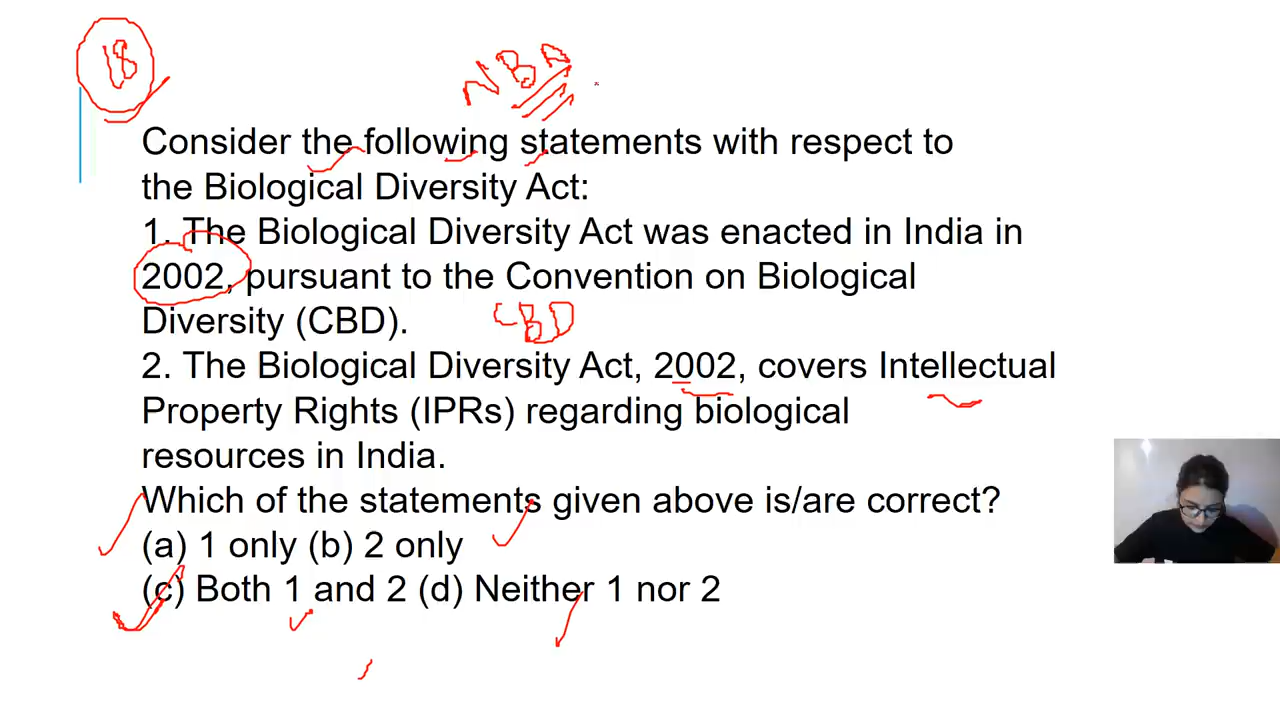 18
NBA
Consider the following statements with respect to
the Biological Diversity Act:
1. The Biological Diversity Act was enacted in India in
2002, pursuant to the Convention on Biological
Diversity (CBD).
CBD
2. The Biological Diversity Act, 2002, covers Intellectual
Property Rights (IPRs) regarding biological
resources in India.
Which of the statements given above is/are correct?
(a) 1 only (b) 2 only
(c) Both 1 and 2 (d) Neither 1 nor 2